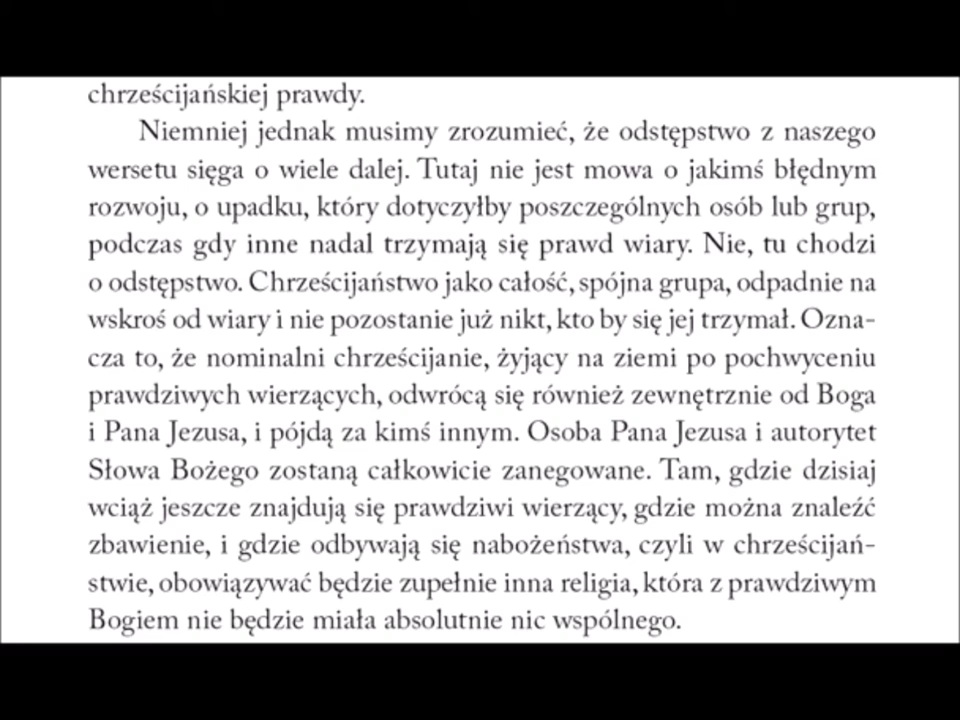 chrześcijańskiej prawdy.
Niemniej jednak musimy zrozumieć, że odstępstwo z naszego
wersetu sięga o wiele dalej. Tutaj nie jest mowa o jakimś błędnym
rozwoju, o upadku, który dotyczyłby poszczególnych osób lub grup,
podczas gdy inne nadal trzymają się prawd wiary. Nie, tu chodzi
o odstępstwo. Chrześcijaństwo jako całość, spójna grupa, odpadnie na
wskroś od wiary i nie pozostanie już nikt, kto by się jej trzymał. Ozna-
cza to, że nominalni chrześcijanie, żyjący na ziemi po pochwyceniu
prawdziwych wierzących, odwrócą się również zewnętrznie od Boga
i Pana Jezusa, i pójdą za kimś innym. Osoba Pana Jezusa i autorytet
Słowa Bożego zostaną całkowicie zanegowane. Tam, gdzie dzisiaj
wciąż jeszcze znajdują się prawdziwi wierzący, gdzie można znaleźć
zbawienie, i gdzie odbywają się nabożeństwa, czyli w chrześcijań-
stwie, obowiązywać będzie zupełnie inna religia, która z prawdziwym
Bogiem nie będzie miała absolutnie nic wspólnego.